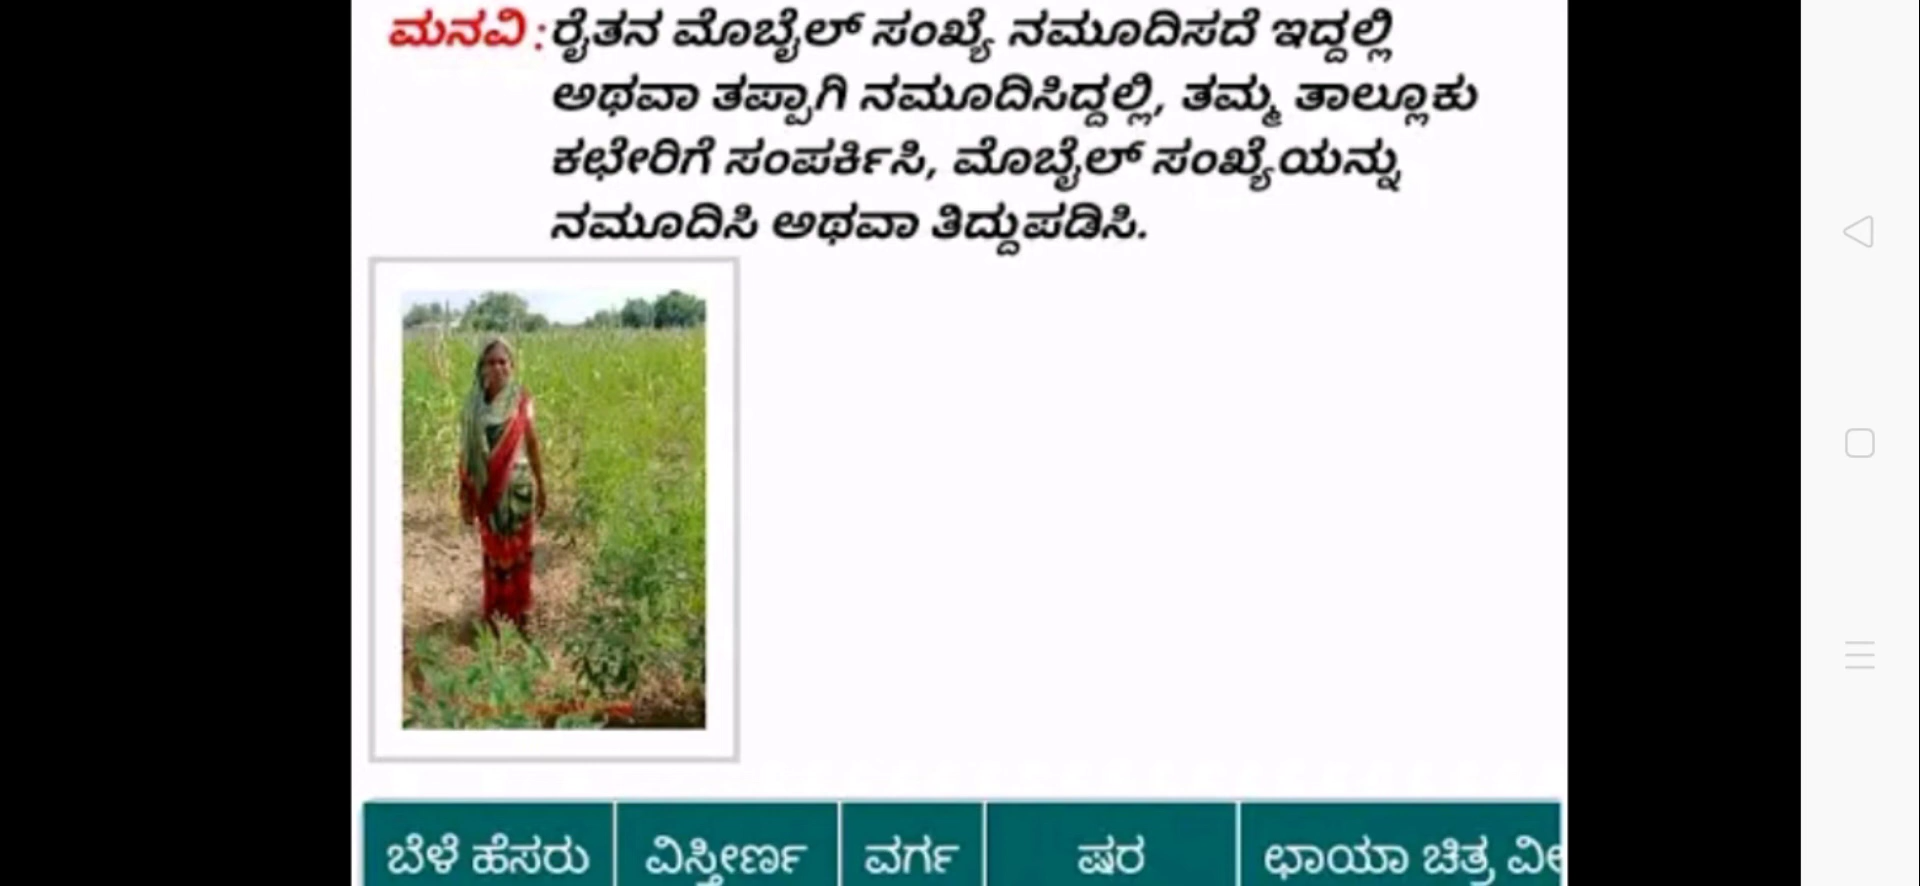 ಮನವಿ :ರೈತನ ಮೊಬೈಲ್ ಸಂಖ್ಯೆ ನಮೂದಿಸದೆ ಇದ್ದಲ್ಲಿ
ಅಥವಾ ತಪ್ಪಾಗಿ ನಮೂದಿಸಿದ್ದಲ್ಲಿ, ತಮ್ಮ ತಾಲ್ಲೂಕು
ಕಛೇರಿಗೆ ಸಂಪರ್ಕಿಸಿ, ಮೊಬೈಲ್ ಸಂಖ್ಯೆಯನ್ನು
ನಮೂದಿಸಿ ಅಥವಾ ತಿದ್ದುಪಡಿಸಿ.
ಬೆಳೆ ಹೆಸರು ವಿಸ್ತೀರ್ಣ ವರ್ಗ ಷರ ಛಾಯಾ ಚಿತ್ರ